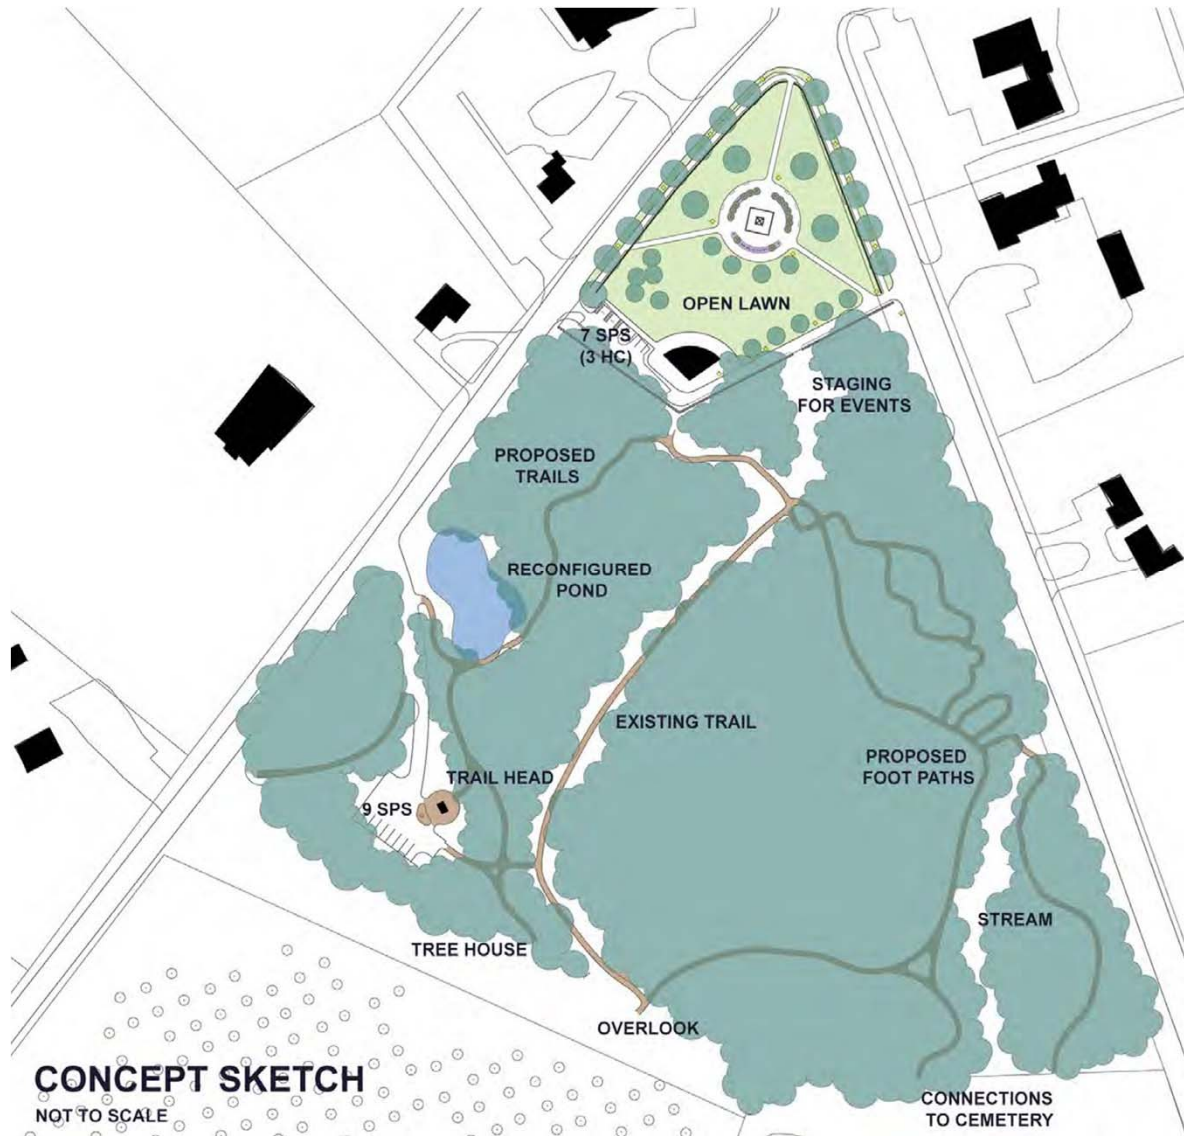 OPEN LAWN
7 SPS
(3 HC)
STAGING
FOR EVENTS
PROPOSED
TRAILS
RECONFIGURED
POND
EXISTING TRAIL
PROPOSED
FOOT PATHS
TRAIL HEAD
9 SPS
STREAM
TREE HOUSE
OVERLOOK
CONCEPT SKETCH
NOT TO SCALE
CONNECTIONS
TO CEMETERY